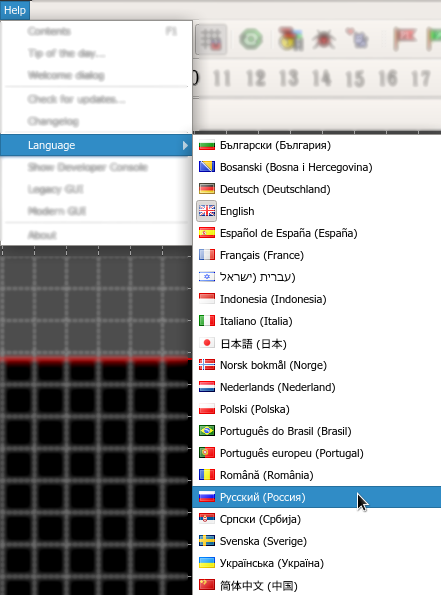 Help
Contents F1
Tip of the day...
Welcome dialog
Check for updates...
Changelog
Language
Show Developer Console
Legacy GUI
Modern GUI
About
0 11 12 13 14 15 16 17
Български (България)
Bosanski (Bosna i Hercegovina)
Deutsch (Deutschland)
English
Español de España (España)
Français (France)
עברית (ישראל)
Indonesia (Indonesia)
Italiano (Italia)
日本語 (日本)
Norsk bokmål (Norge)
Nederlands (Nederland)
Polski (Polska)
Português do Brasil (Brasil)
Português europeu (Portugal)
Română (România)
Русский (Россия)
Српски (Србија)
Svenska (Sverige)
Українська (Україна)
简体中文 (中国)